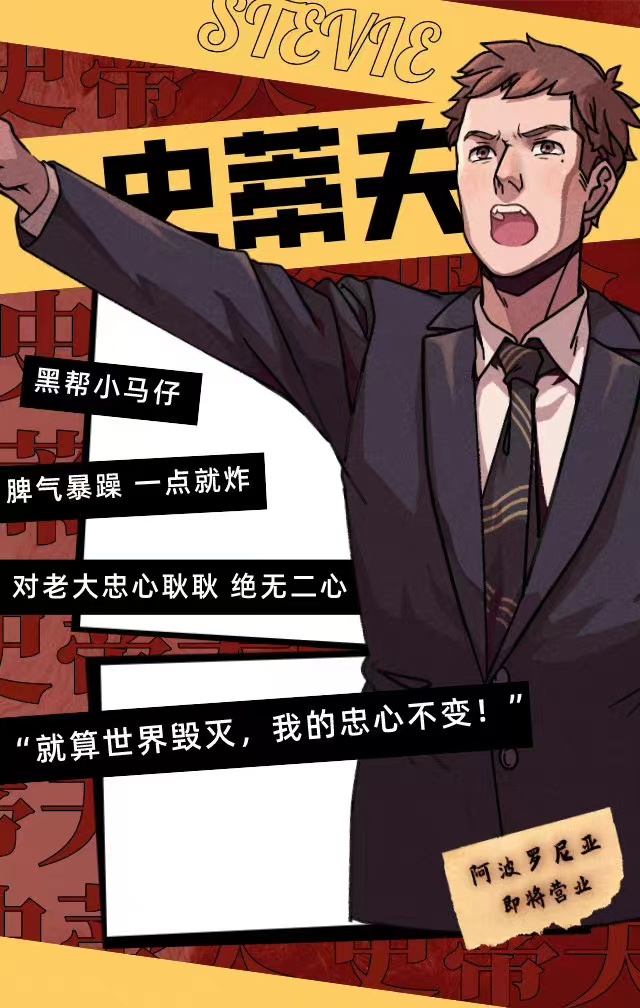 STEVIE
史蒂夫
黑帮小马仔
脾气暴躁 一点就炸
对老大忠心耿耿 绝无二心
“就算世界毁灭，我的忠心不变！”
阿波罗尼亚
即将营业